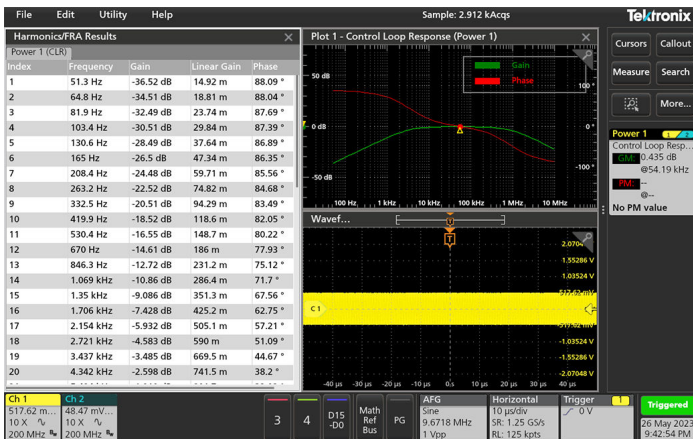 File Edit Utility Help Sample: 2.912 kAcqs Tektronix
Harmonics/FRA Results
Power 1 (CLR)
Index Frequency Gain Linear Gain Phase
1 51.3 Hz -36.52 dB 14.92 m 88.09 °
2 64.8 Hz -34.51 dB 18.81 m 88.04 °
3 81.9 Hz -32.49 dB 23.74 m 87.69 °
4 103.4 Hz -30.51 dB 29.84 m 87.39 °
5 130.6 Hz -28.49 dB 37.64 m 86.89 °
6 165 Hz -26.5 dB 47.34 m 86.35 °
7 208.4 Hz -24.48 dB 59.71 m 85.56 °
8 263.2 Hz -22.52 dB 74.82 m 84.68 °
9 332.5 Hz -20.51 dB 94.29 m 83.49 °
10 419.9 Hz -18.52 dB 118.6 m 82.05 °
11 530.4 Hz -16.55 dB 148.7 m 80.22 °
12 670 Hz -14.61 dB 186 m 77.93 °
13 846.3 Hz -12.72 dB 231.2 m 75.12 °
14 1.069 kHz -10.86 dB 286.4 m 71.7 °
15 1.35 kHz -9.086 dB 351.3 m 67.56 °
16 1.706 kHz -7.428 dB 425.2 m 62.75 °
17 2.154 kHz -5.932 dB 505.1 m 57.21 °
18 2.721 kHz -4.583 dB 590 m 51.09 °
19 3.437 kHz -3.485 dB 669.5 m 44.67 °
20 4.342 kHz -2.598 dB 741.5 m 38.2 °
Plot 1 - Control Loop Response (Power 1)
Gain
Phase
50 dB
100 °
0 dB
0 °
-100 °
-50 dB
100 Hz 1 kHz 10 kHz 100 kHz 1 MHz 10 MHz
Wavef...
T
2.0704
1.55286 V
1.03524 V
517.62 mV
C1
-517.62 mV
-1.03524 V
-1.55286 V
-2.07048 V
-40 µs -30 µs -20 µs -10 µs 0s 10 µs 20 µs 30 µs 40 µs
Cursors Callout
Measure Search
More...
Power 1 1 2
Control Loop Resp...
GM: 0.435 dB
@54.19 kHz
PM: --
@--
No PM value
Ch 1
517.62 m...
10 X
200 MHz
Ch 2
48.47 mV...
10 X
200 MHz
3
4
D15
-D0
Math
Ref
Bus
PG
AFG
Sine
9.6718 MHz
1 Vpp
Horizontal
10 µs/div
SR: 1.25 GS/s
RL: 125 kpts
Trigger 1
0 V
Triggered
26 May 2023
9:42:54 PM